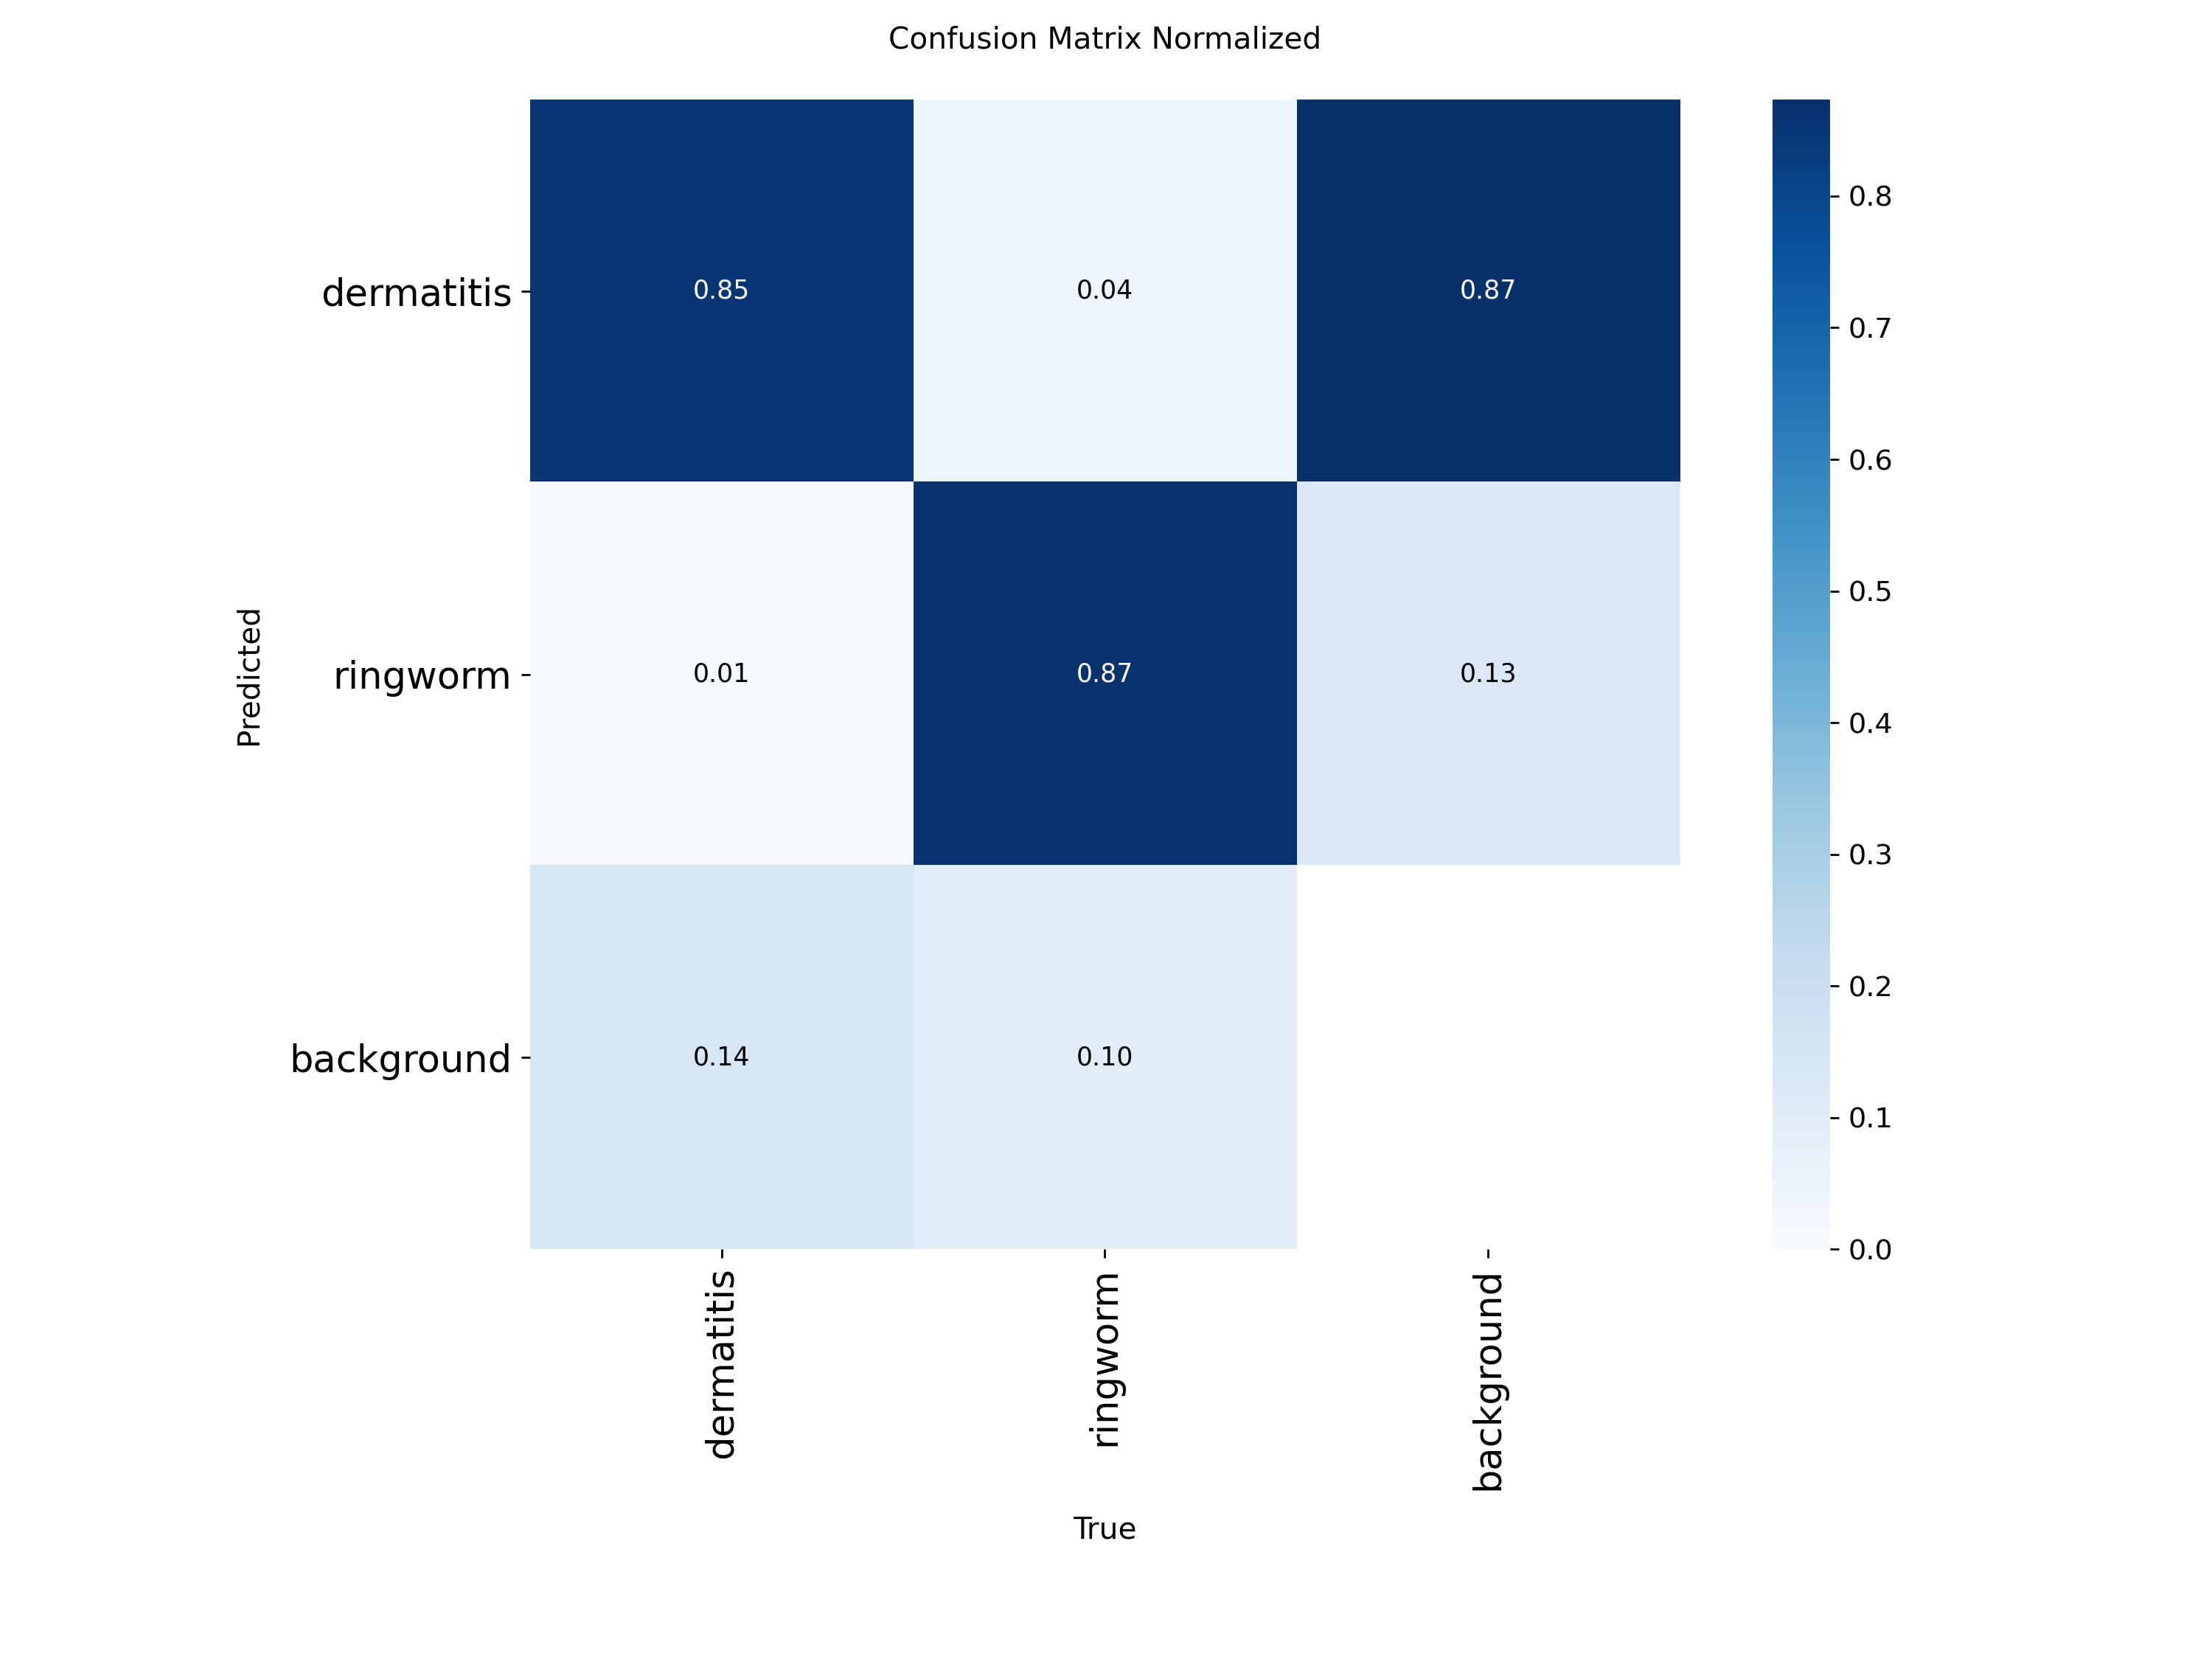 Confusion Matrix Normalized
dermatitis
0.85
0.04
0.87
ringworm
0.01
0.87
0.13
background
0.14
0.10
Predicted
dermatitis
ringworm
background
True
0.8
0.7
0.6
0.5
0.4
0.3
0.2
0.1
0.0